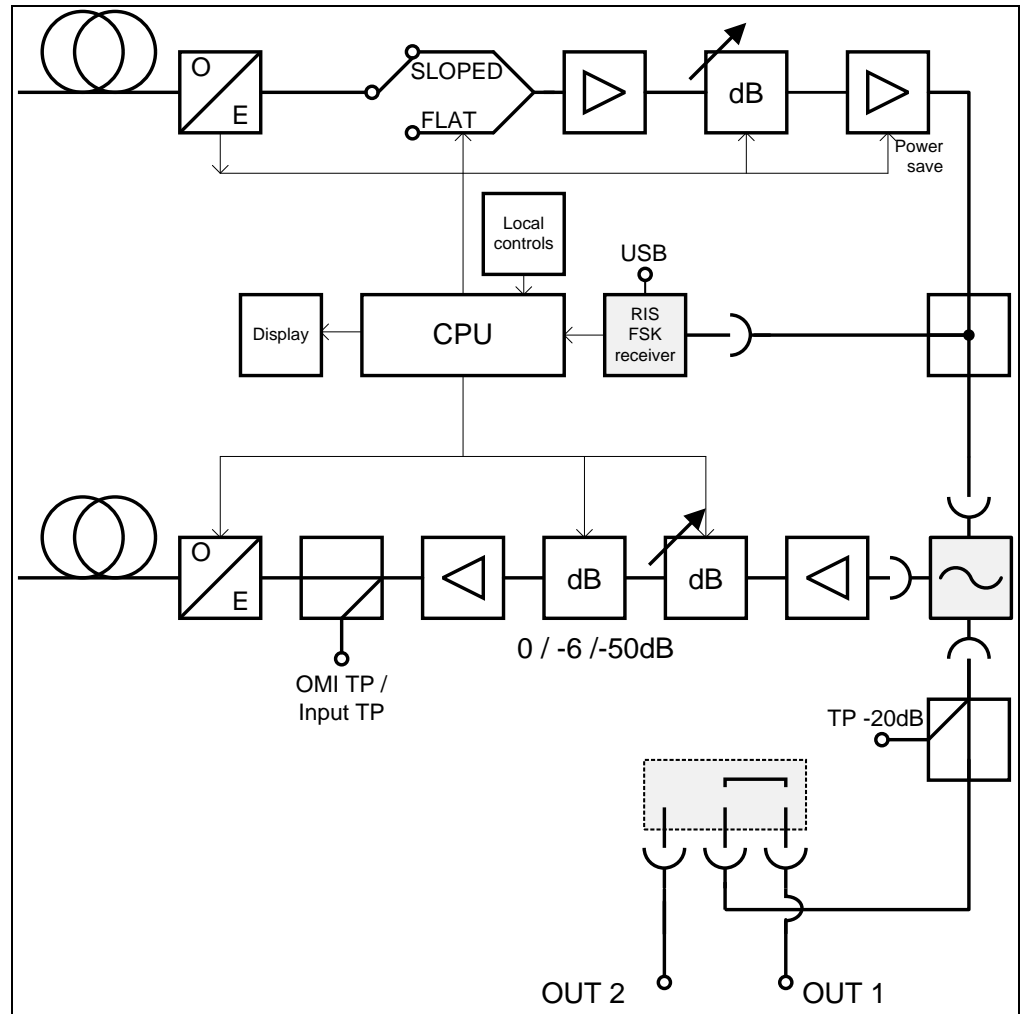 O
E
SLOPED
FLAT
dB
Power
save
Local
controls
USB
Display
CPU
RIS
FSK
receiver
O
E
dB
dB
0 / -6 /-50dB
OMI TP /
Input TP
TP -20dB
OUT 2
OUT 1